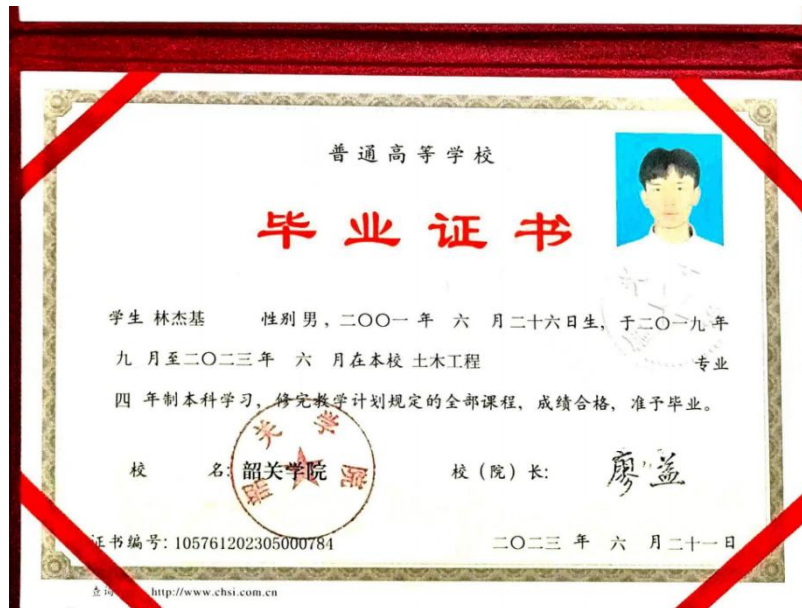 普通高等学校
毕业证书
学生 林杰基 性别 男，二〇〇一 年 六 月二十六日生，于二〇一九 年
九 月至二〇二三 年 六 月在本校 土木工程 专业
四 年制本科学习，修完教学计划规定的全部课程，成绩合格，准予毕业。
校 名: 韶关学院 校（院）长: 廖益
韶关学院
证书编号: 105761202305000784 二〇二三 年 六 月二十一日
http://www.chsi.com.cn